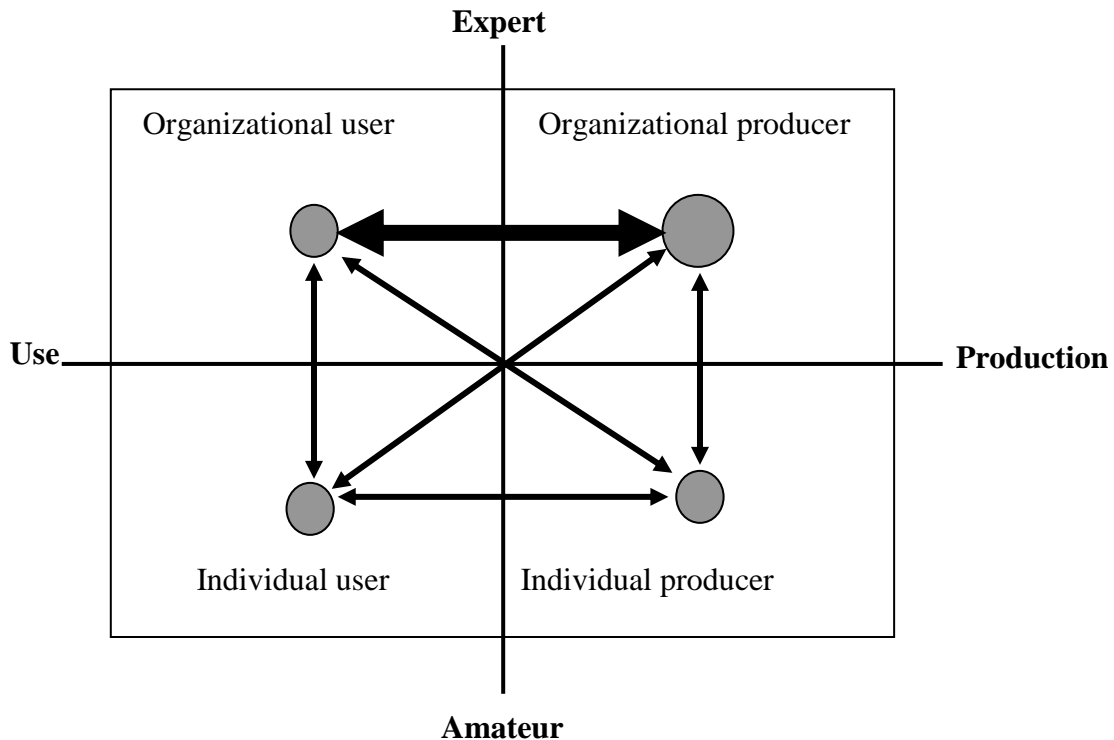 Expert
Organizational user
Organizational producer
Use
Production
Individual user
Individual producer
Amateur